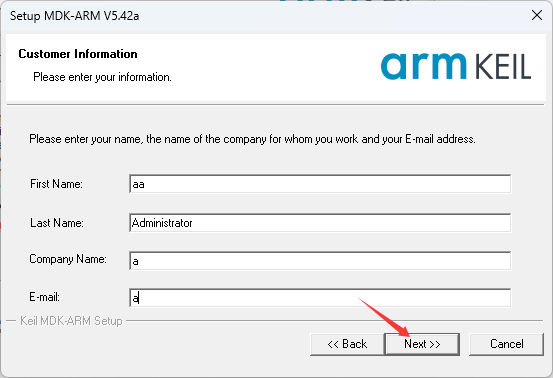 Setup MDK-ARM V5.42a
Customer Information
Please enter your information.
arm KEIL
Please enter your name, the name of the company for whom you work and your E-mail address.
First Name: aa
Last Name: Administrator
Company Name: a
E-mail: a
Keil MDK-ARM Setup
<< Back Next >> Cancel